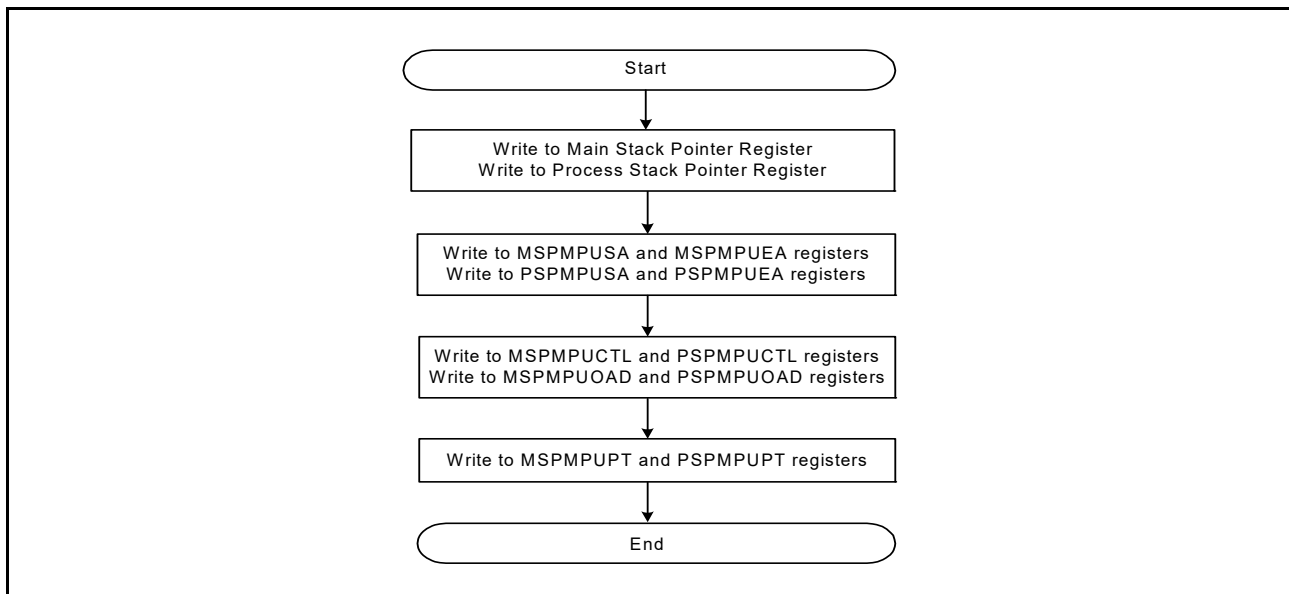 Start
Write to Main Stack Pointer Register
Write to Process Stack Pointer Register
Write to MSPMPUSA and MSPMPUEA registers
Write to PSPMPUSA and PSPMPUEA registers
Write to MSPMPUCTL and PSPMPUCTL registers
Write to MSPMPUOAD and PSPMPUOAD registers
Write to MSPMPUPT and PSPMPUPT registers
End